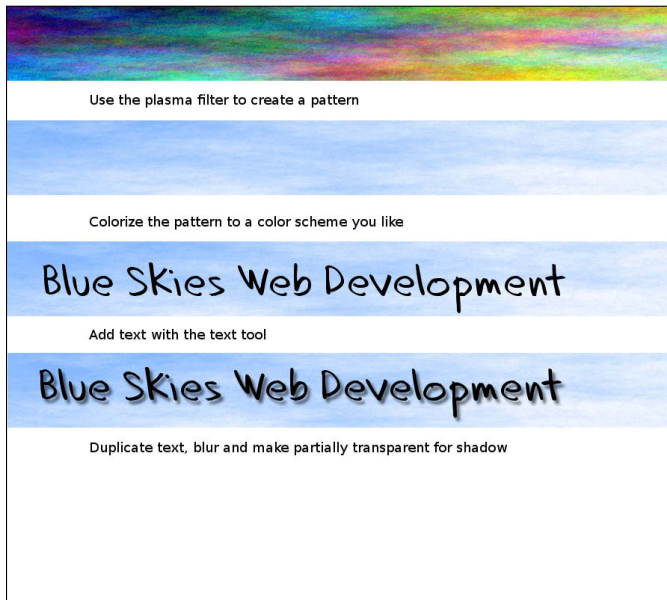 Use the plasma filter to create a pattern
Colorize the pattern to a color scheme you like
Blue Skies Web Development
Add text with the text tool
Blue Skies Web Development
Duplicate text, blur and make partially transparent for shadow